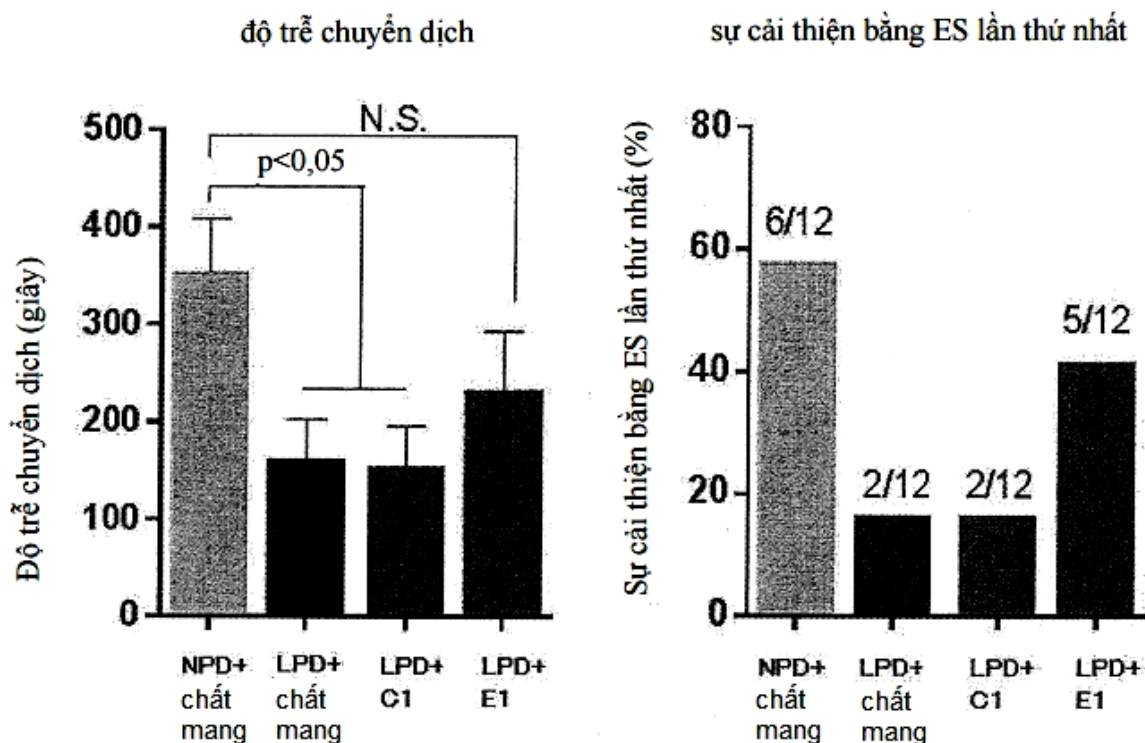 độ trễ chuyển dịch
Độ trễ chuyển dịch (giây)
500
400
300
200
100
0
N.S.
p<0,05
NPD+
chất
mang
LPD+
chất
mang
LPD+
C1
LPD+
E1
sự cải thiện bằng ES lần thứ nhất
Sự cải thiện bằng ES lần thứ nhất (%)
80
60
40
20
0
6/12
2/12
2/12
5/12
NPD+
chất
mang
LPD+
chất
mang
LPD+
C1
LPD+
E1